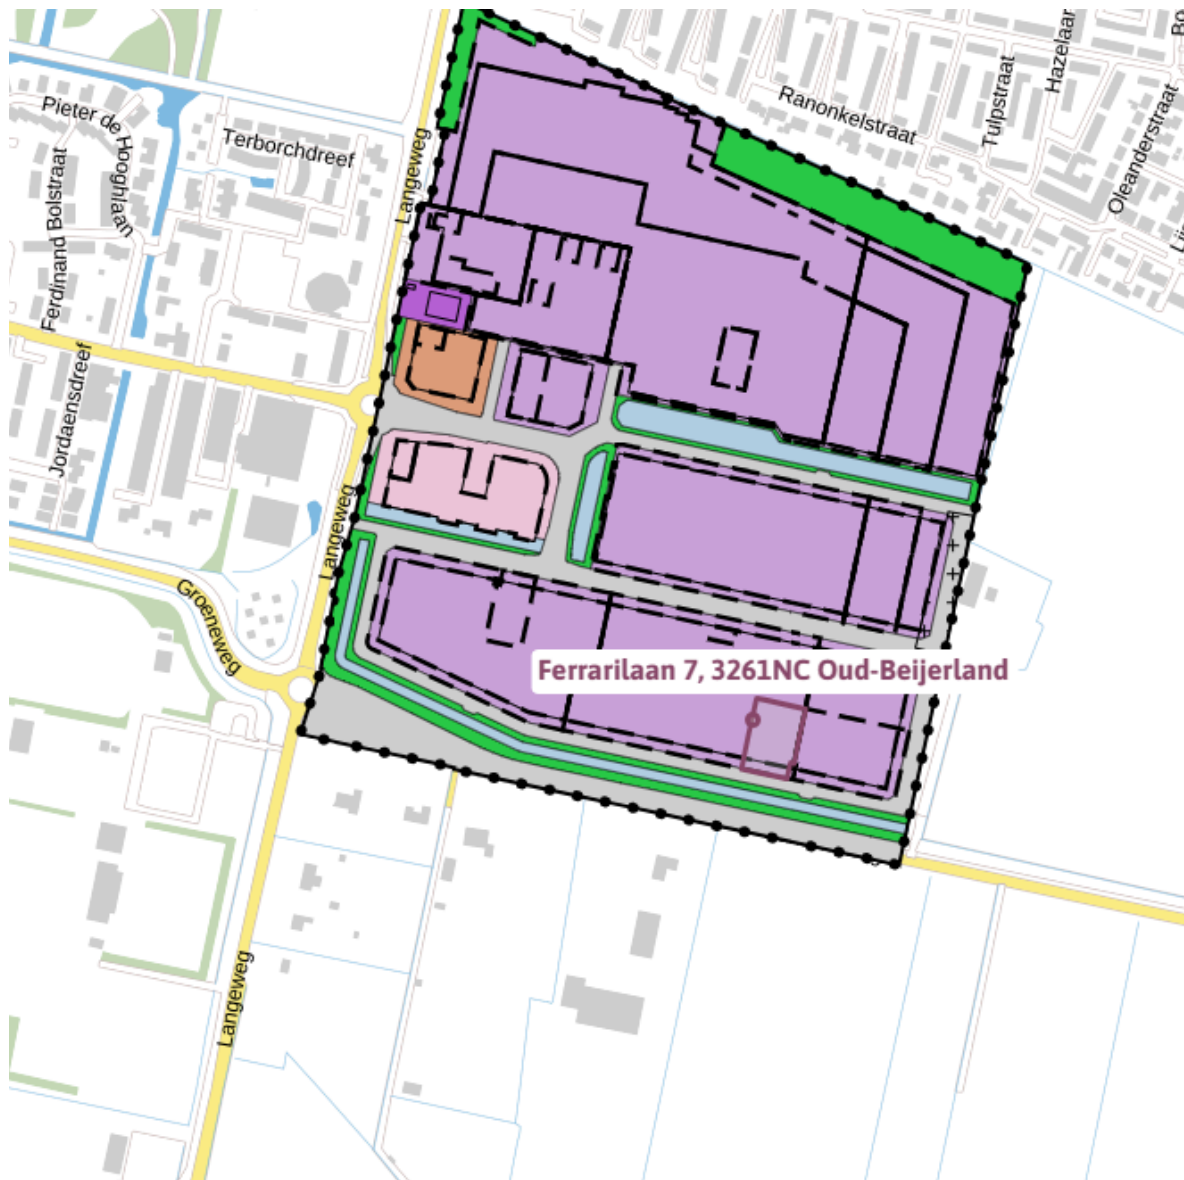 Hazelaar
Ranonkelstraat
Tulpstraat
Oleanderstraat
Pieter de Hooghlaan
Terborchdreef
Langeweg
Ferdinand Bolstraat
Jordaensdreef
Langeweg
Groeneweg
Ferrarilaan 7, 3261NC Oud-Beijerland
Langeweg